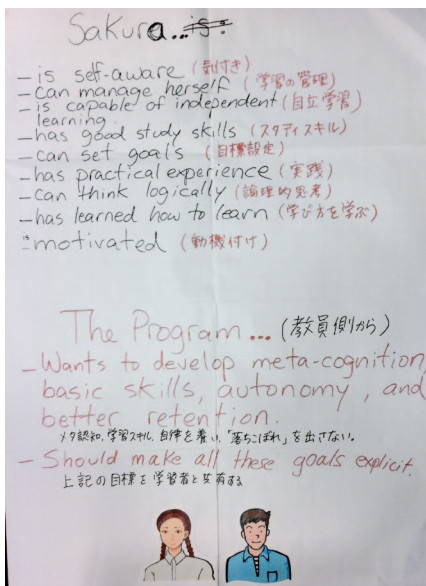 Sakura...is:
- is self-aware (気付き)
- can manage herself (学習の管理)
- is capable of independent (自立学習)
learning.
- has good study skills (スタディスキル)
- can set goals (目標設定)
- has practical experience (実践)
- can think logically (論理的思考)
- has learned how to learn (学び方を学ぶ)
is motivated (動機付け)
The Program... (教員側から)
- Wants to develop meta-cognition,
basic skills, autonomy, and
better retention.
メタ認知、学習スキル、自律を養い、「落ちこぼれ」を出さない。
- Should make all these goals explicit.
上記の目標を学習者と共有する